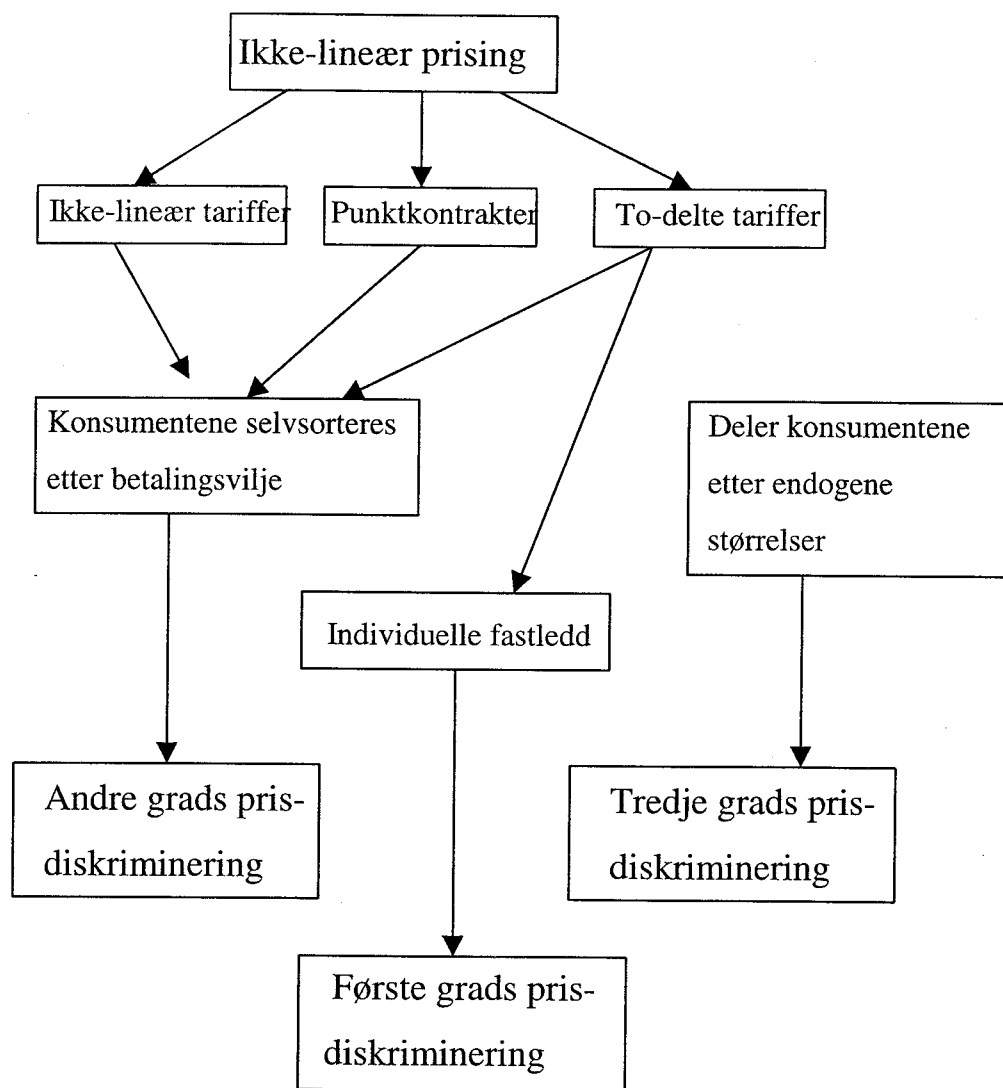 Ikke-lineær prising
Ikke-lineær tariffer
Punktkontrakter
To-delte tariffer
Konsumentene selvsorteres
etter betalingsvilje
Deler konsumentene
etter endogene
størrelser
Individuelle fastledd
Andre grads pris-
diskriminering
Tredje grads pris-
diskriminering
Første grads pris-
diskriminering